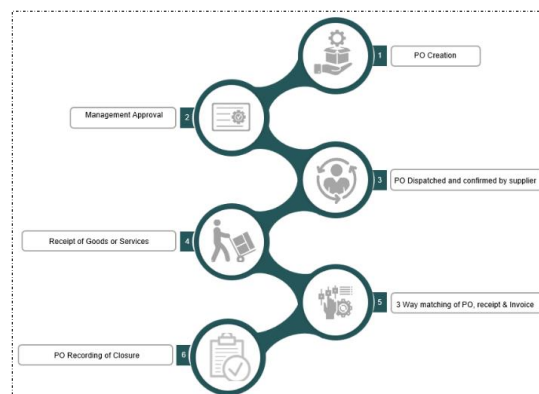 1 PO Creation
Management Approval 2
3 PO Dispatched and confirmed by supplier
Receipt of Goods or Services 4
5 3 Way matching of PO, receipt & Invoice
PO Recording of Closure 6